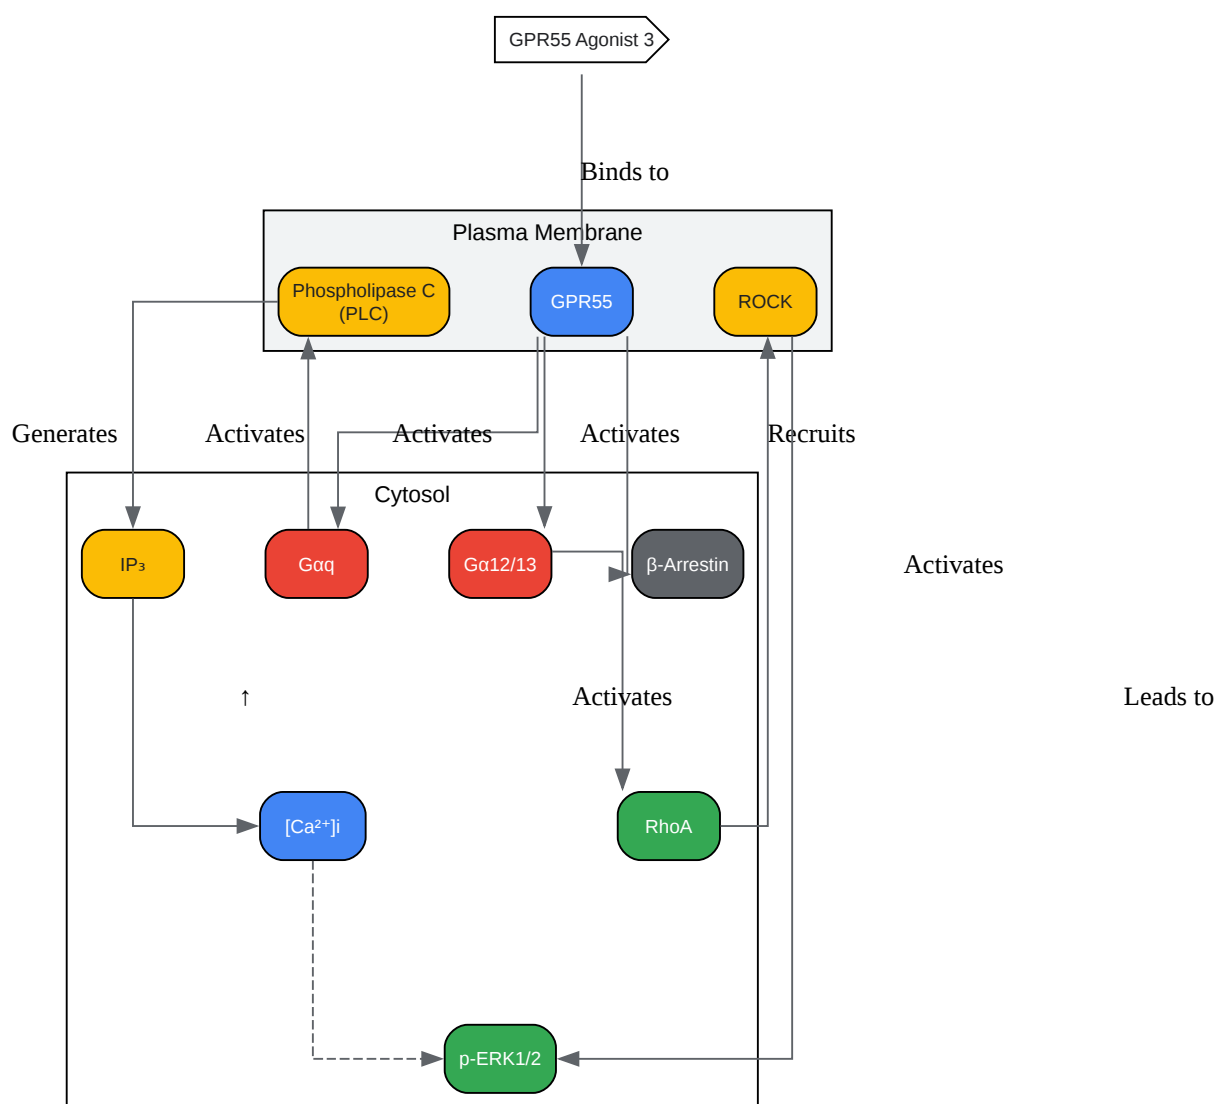 GPR55 Agonist 3
Binds to
Plasma Membrane
Phospholipase C
(PLC)
GPR55
ROCK
Generates
Activates
Activates
Activates
Recruits
Cytosol
IP₃
Gαq
Gα12/13
β-Arrestin
Activates
↑
Activates
Leads to
[Ca²⁺]i
RhoA
p-ERK1/2